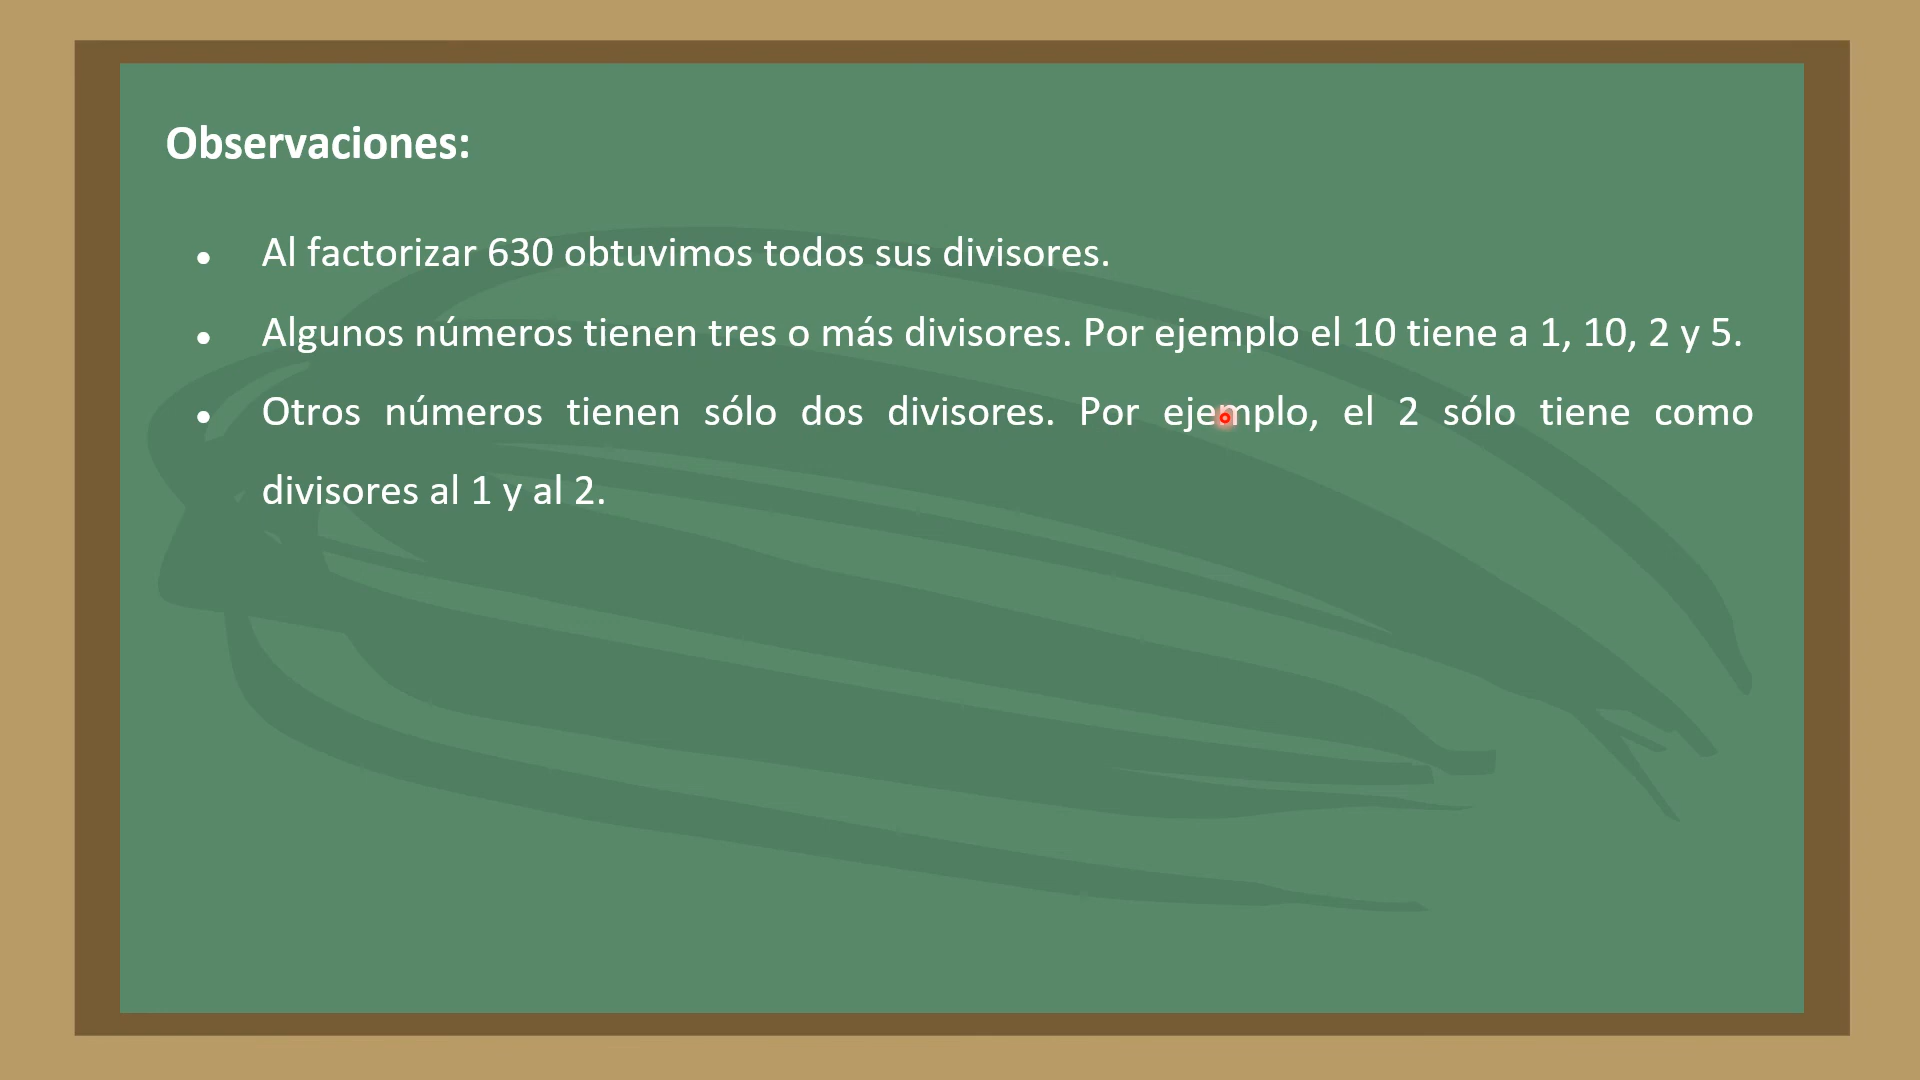 Observaciones:
• Al factorizar 630 obtuvimos todos sus divisores.
• Algunos números tienen tres o más divisores. Por ejemplo el 10 tiene a 1, 10, 2 y 5.
• Otros números tienen sólo dos divisores. Por ejemplo, el 2 sólo tiene como
divisores al 1 y al 2.